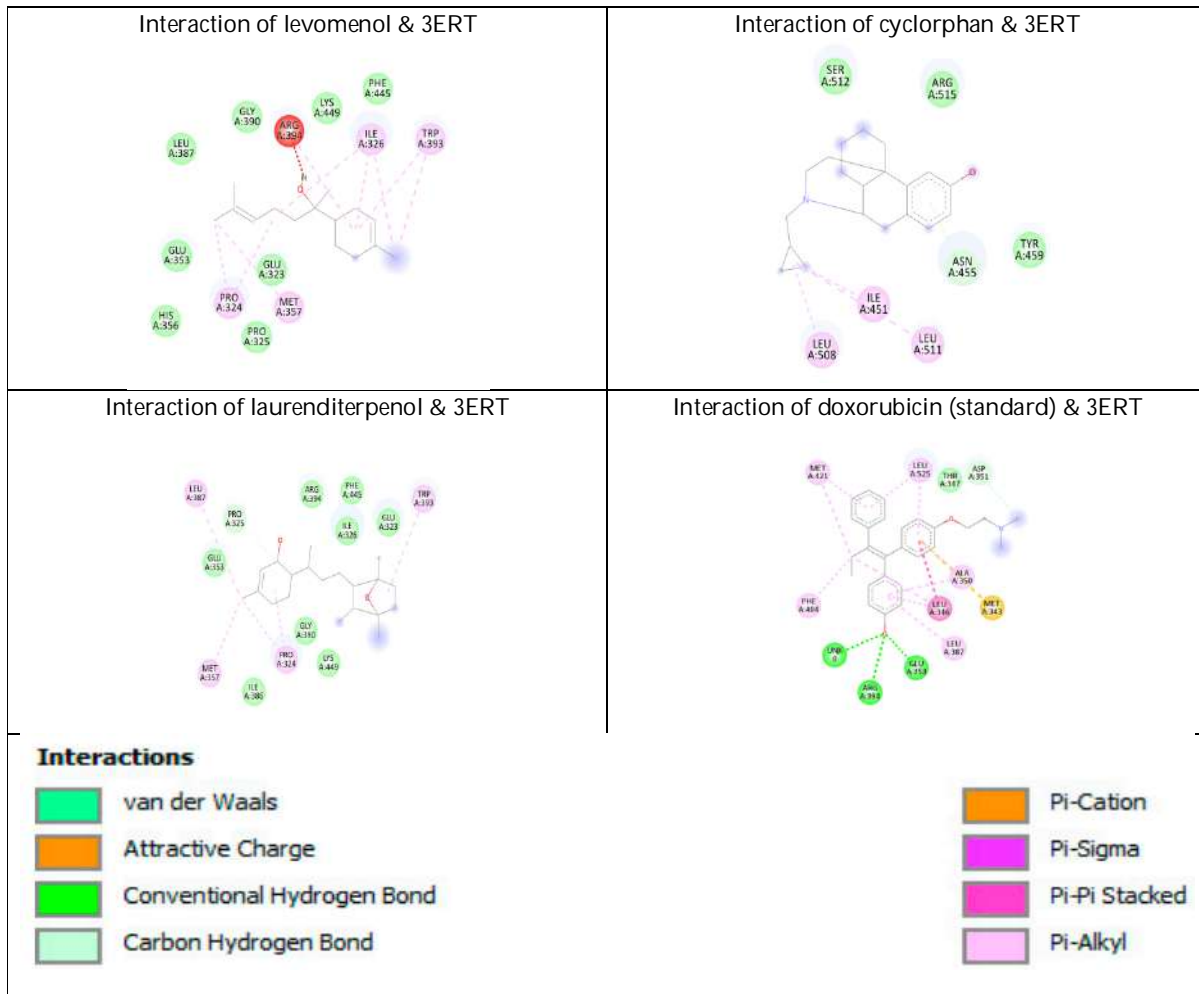 Interaction of levomenol & 3ERT
PHE
A:445
LYS
A:449
GLY
A:390
ARG
A:394
ILE
A:326
TRP
A:393
LEU
A:387
H
O
GLU
A:353
GLU
A:323
PRO
A:324
MET
A:357
HIS
A:356
PRO
A:325
Interaction of cyclorphan & 3ERT
SER
A:512
ARG
A:515
O
N
TYR
A:459
ASN
A:455
ILE
A:451
LEU
A:508
LEU
A:511
Interaction of laurenditerpenol & 3ERT
LEU
A:387
ARG
A:394
PHE
A:445
TRP
A:393
PRO
A:325
ILE
A:326
GLU
A:323
GLU
A:353
GLY
A:390
PRO
A:324
LYS
A:449
MET
A:357
ILE
A:386
Interaction of doxorubicin (standard) & 3ERT
MET
A:421
LEU
A:525
THR
A:347
ASP
A:351
ALA
A:350
PHE
A:404
LEU
MET
A:343
LEU
UNK
GLU
ARG
Interactions
van der Waals
Attractive Charge
Conventional Hydrogen Bond
Carbon Hydrogen Bond
Pi-Cation
Pi-Sigma
Pi-Pi Stacked
Pi-Alkyl